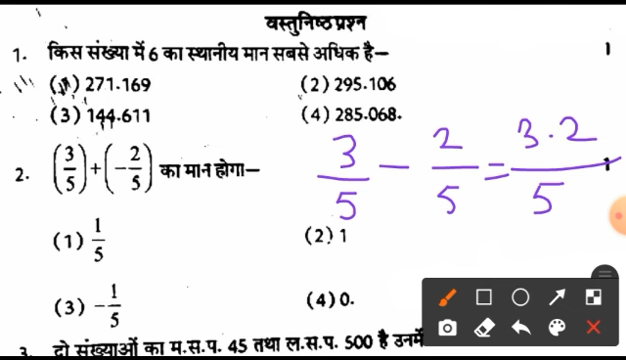 वस्तुनिष्ठ प्रश्न
1. किस संख्या में 6 का स्थानीय मान सबसे अधिक है— 1
(1) 271.169 (2) 295.106
(3) 144.611 (4) 285.068.
2. (3/5) + (-2/5) का मान होगा— 1
3/5 - 2/5 = 3.2/5
(1) 1/5 (2) 1
(3) -1/5 (4) 0.
3. दो संख्याओं का म.स.प. 45 तथा ल.स.प. 500 है उनमें